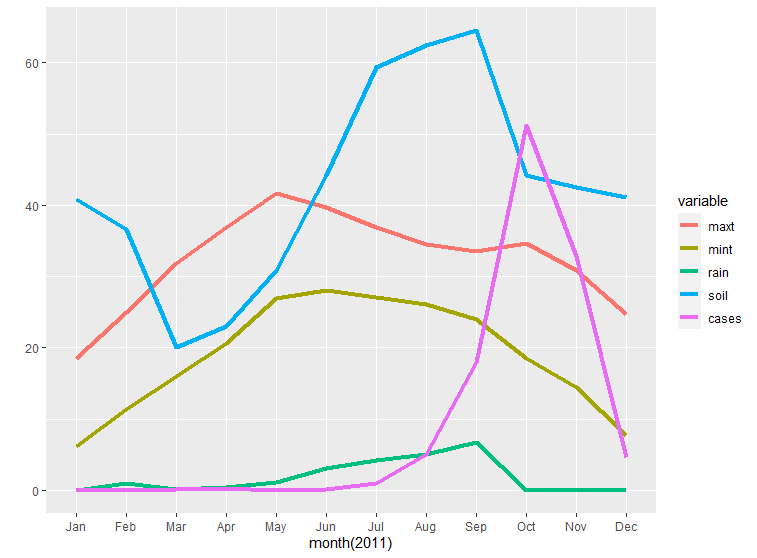 60
40
20
0
Jan Feb Mar Apr May Jun Jul Aug Sep Oct Nov Dec
month(2011)
variable
maxt
mint
rain
soil
cases